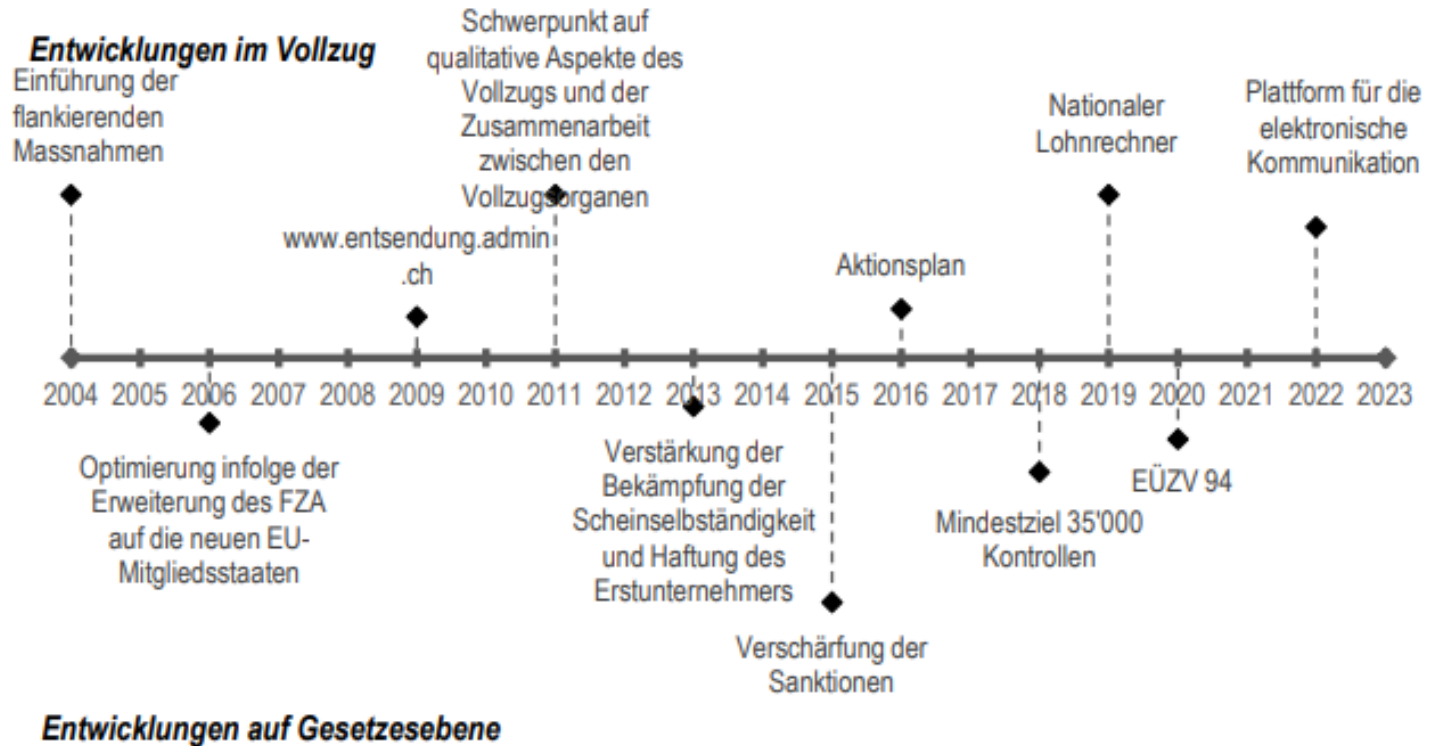 Entwicklungen im Vollzug
Einführung der
flankierenden
Massnahmen
Schwerpunkt auf
qualitative Aspekte des
Vollzugs und der
Zusammenarbeit
zwischen den
Vollzugsorganen
www.entsendung.admin
.ch
Aktionsplan
Nationaler
Lohnrechner
Plattform für die
elektronische
Kommunikation
2004 2005 2006 2007 2008 2009 2010 2011 2012 2013 2014 2015 2016 2017 2018 2019 2020 2021 2022 2023
Optimierung infolge der
Erweiterung des FZA
auf die neuen EU-
Mitgliedsstaaten
Verstärkung der
Bekämpfung der
Scheinselbständigkeit
und Haftung des
Erstunternehmers
Verschärfung der
Sanktionen
Mindestziel 35'000
Kontrollen
EÜZV 94
Entwicklungen auf Gesetzesebene